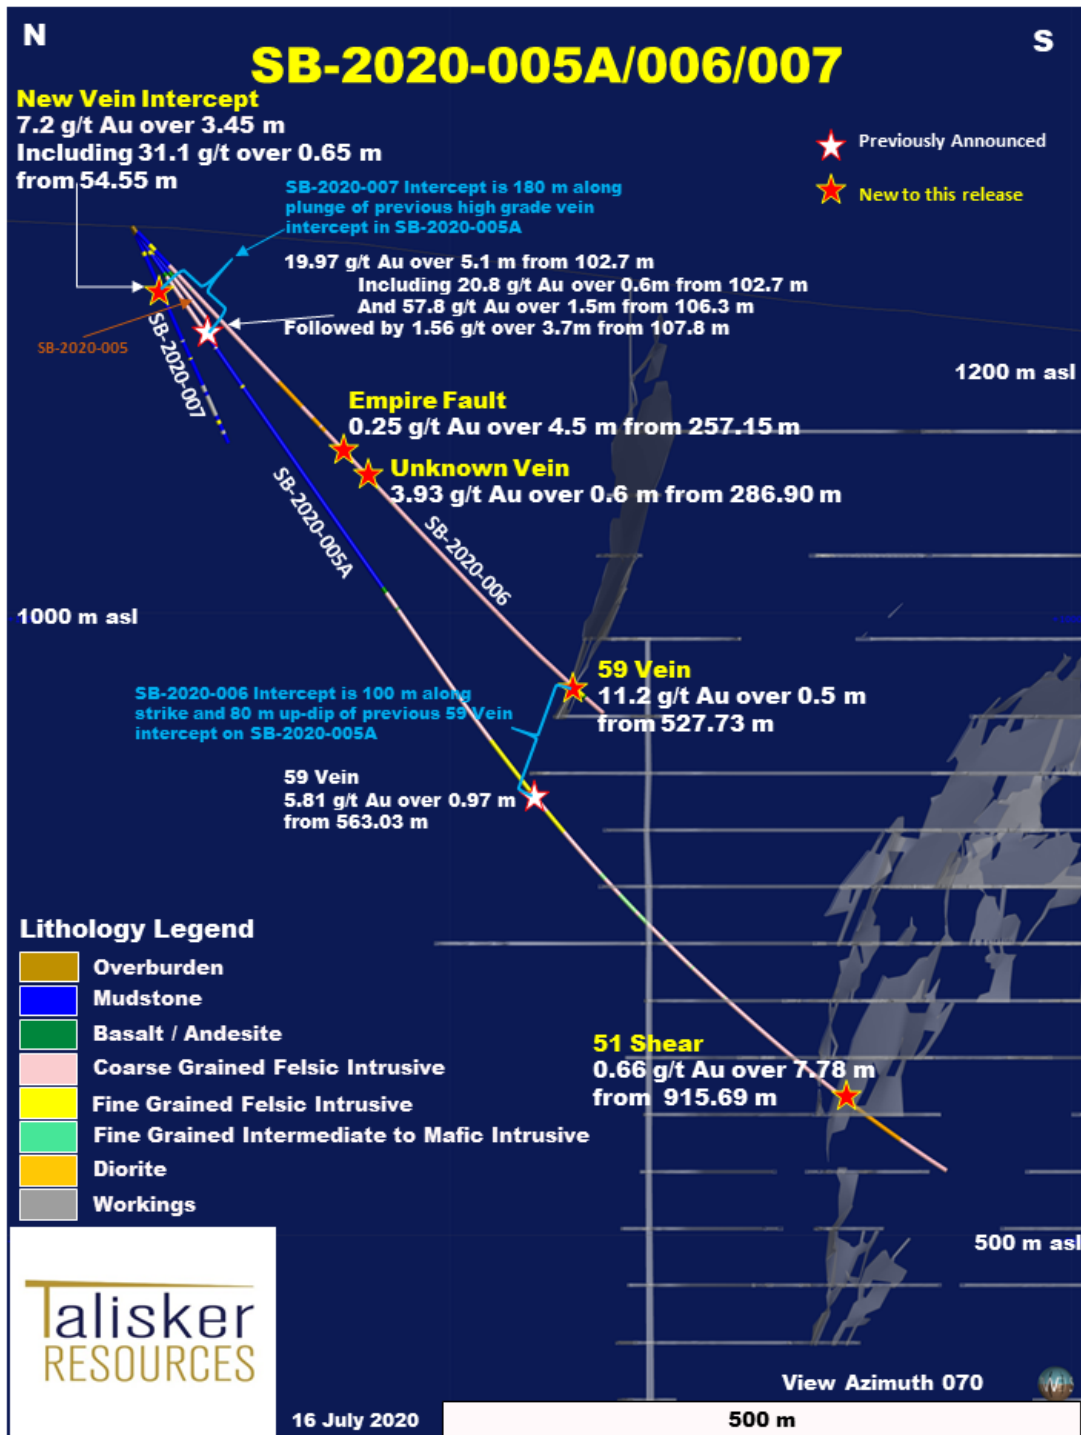 N
S
SB-2020-005A/006/007
New Vein Intercept
7.2 g/t Au over 3.45 m
Including 31.1 g/t over 0.65 m
from 54.55 m
Previously Announced
New to this release
SB-2020-007 Intercept is 180 m along
plunge of previous high grade vein
intercept in SB-2020-005A
19.97 g/t Au over 5.1 m from 102.7 m
Including 20.8 g/t Au over 0.6m from 102.7 m
And 57.8 g/t Au over 1.5m from 106.3 m
Followed by 1.56 g/t over 3.7m from 107.8 m
SB-2020-005
SB-2020-007
1200 m asl
Empire Fault
0.25 g/t Au over 4.5 m from 257.15 m
Unknown Vein
3.93 g/t Au over 0.6 m from 286.90 m
SB-2020-005A
SB-2020-006
1000 m asl
59 Vein
11.2 g/t Au over 0.5 m
from 527.73 m
SB-2020-006 Intercept is 100 m along
strike and 80 m up-dip of previous 59 Vein
intercept on SB-2020-005A
59 Vein
5.81 g/t Au over 0.97 m
from 563.03 m
Lithology Legend
Overburden
Mudstone
Basalt / Andesite
Coarse Grained Felsic Intrusive
Fine Grained Felsic Intrusive
Fine Grained Intermediate to Mafic Intrusive
Diorite
Workings
51 Shear
0.66 g/t Au over 7.78 m
from 915.69 m
500 m asl
Talisker
RESOURCES
View Azimuth 070
16 July 2020
500 m